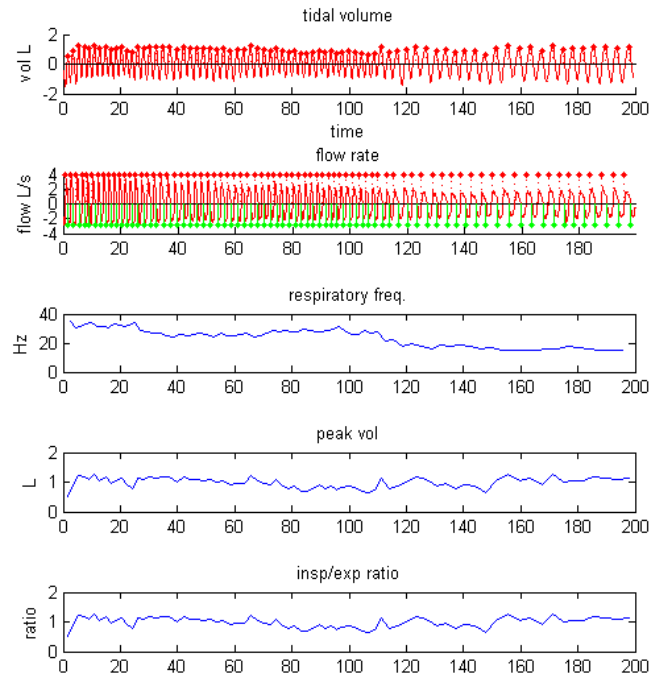 tidal volume
vol L
2
0
-2
0 20 40 60 80 100 120 140 160 180 200
time
flow rate
flow L/s
4
2
0
-2
-4
0 20 40 60 80 100 120 140 160 180
respiratory freq.
Hz
40
20
0
0 20 40 60 80 100 120 140 160 180 200
peak vol
L
2
1
0
0 20 40 60 80 100 120 140 160 180 200
insp/exp ratio
ratio
2
1
0
0 20 40 60 80 100 120 140 160 180 200